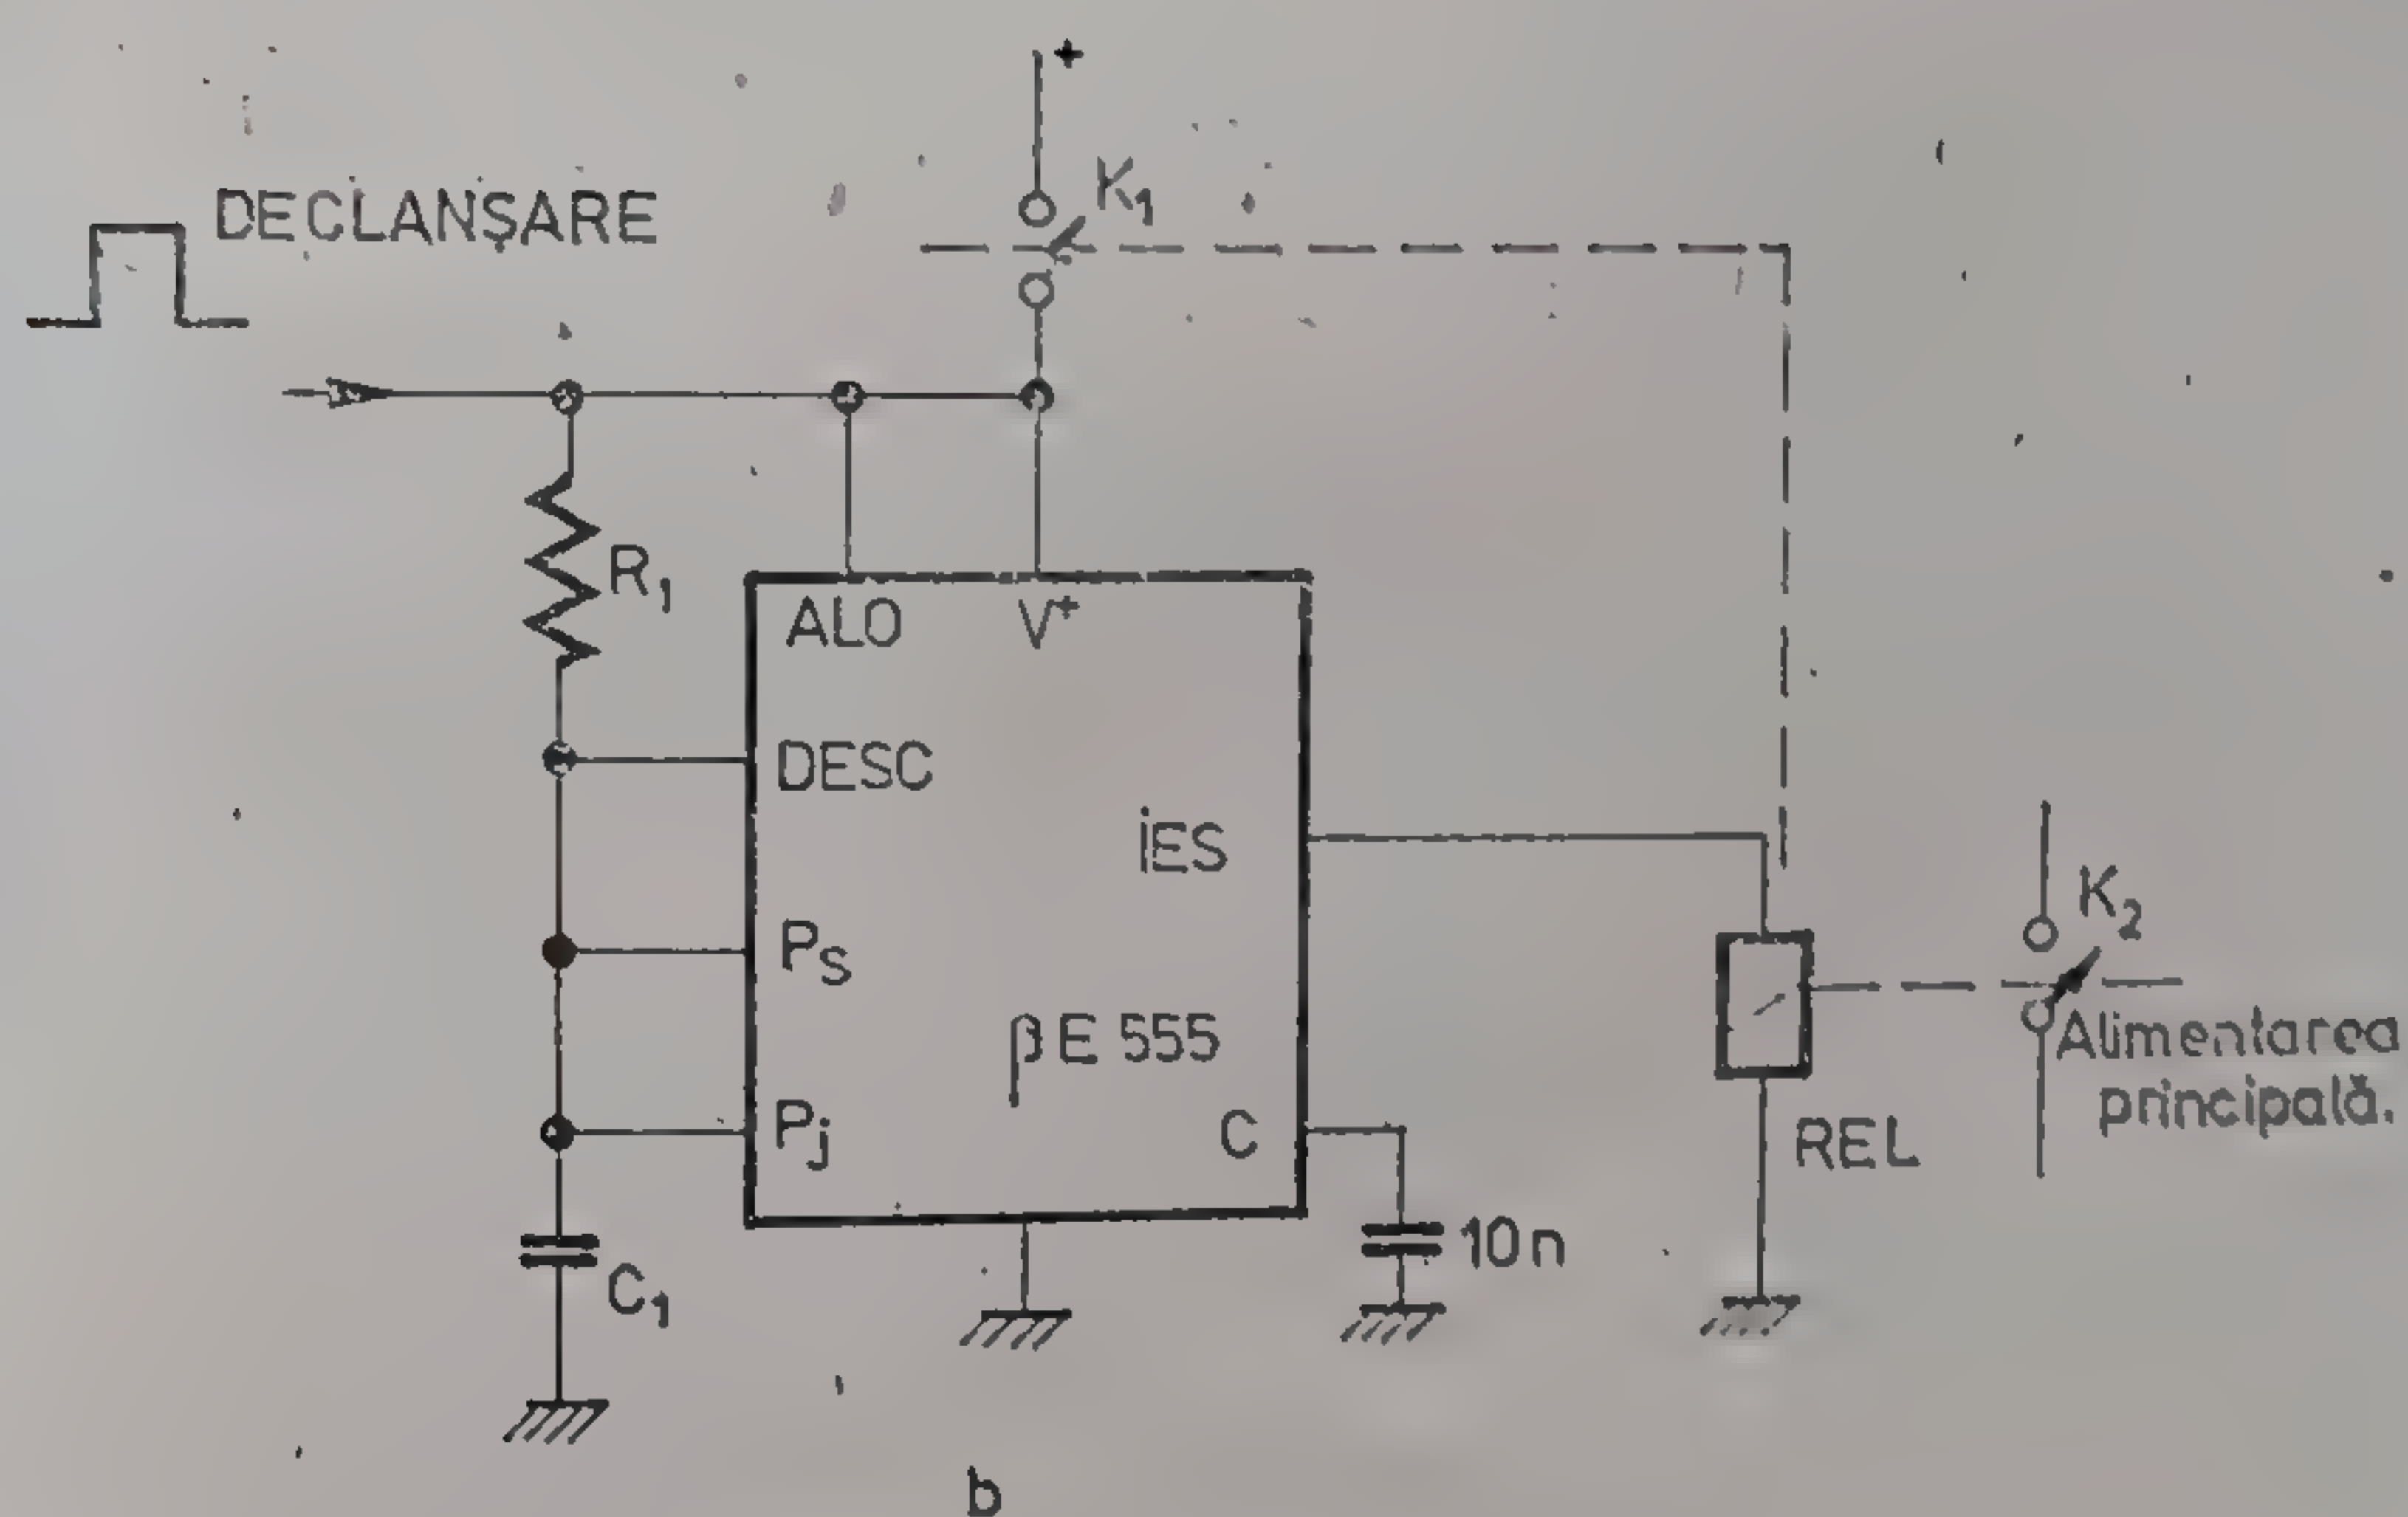 +
K₁
DECLANȘARE
R₁
ALO
V⁺
DESC
IES
K₂
Pₛ
Alimentarea
principală.
βE 555
Pⱼ
C
REL
10n
C₁
b